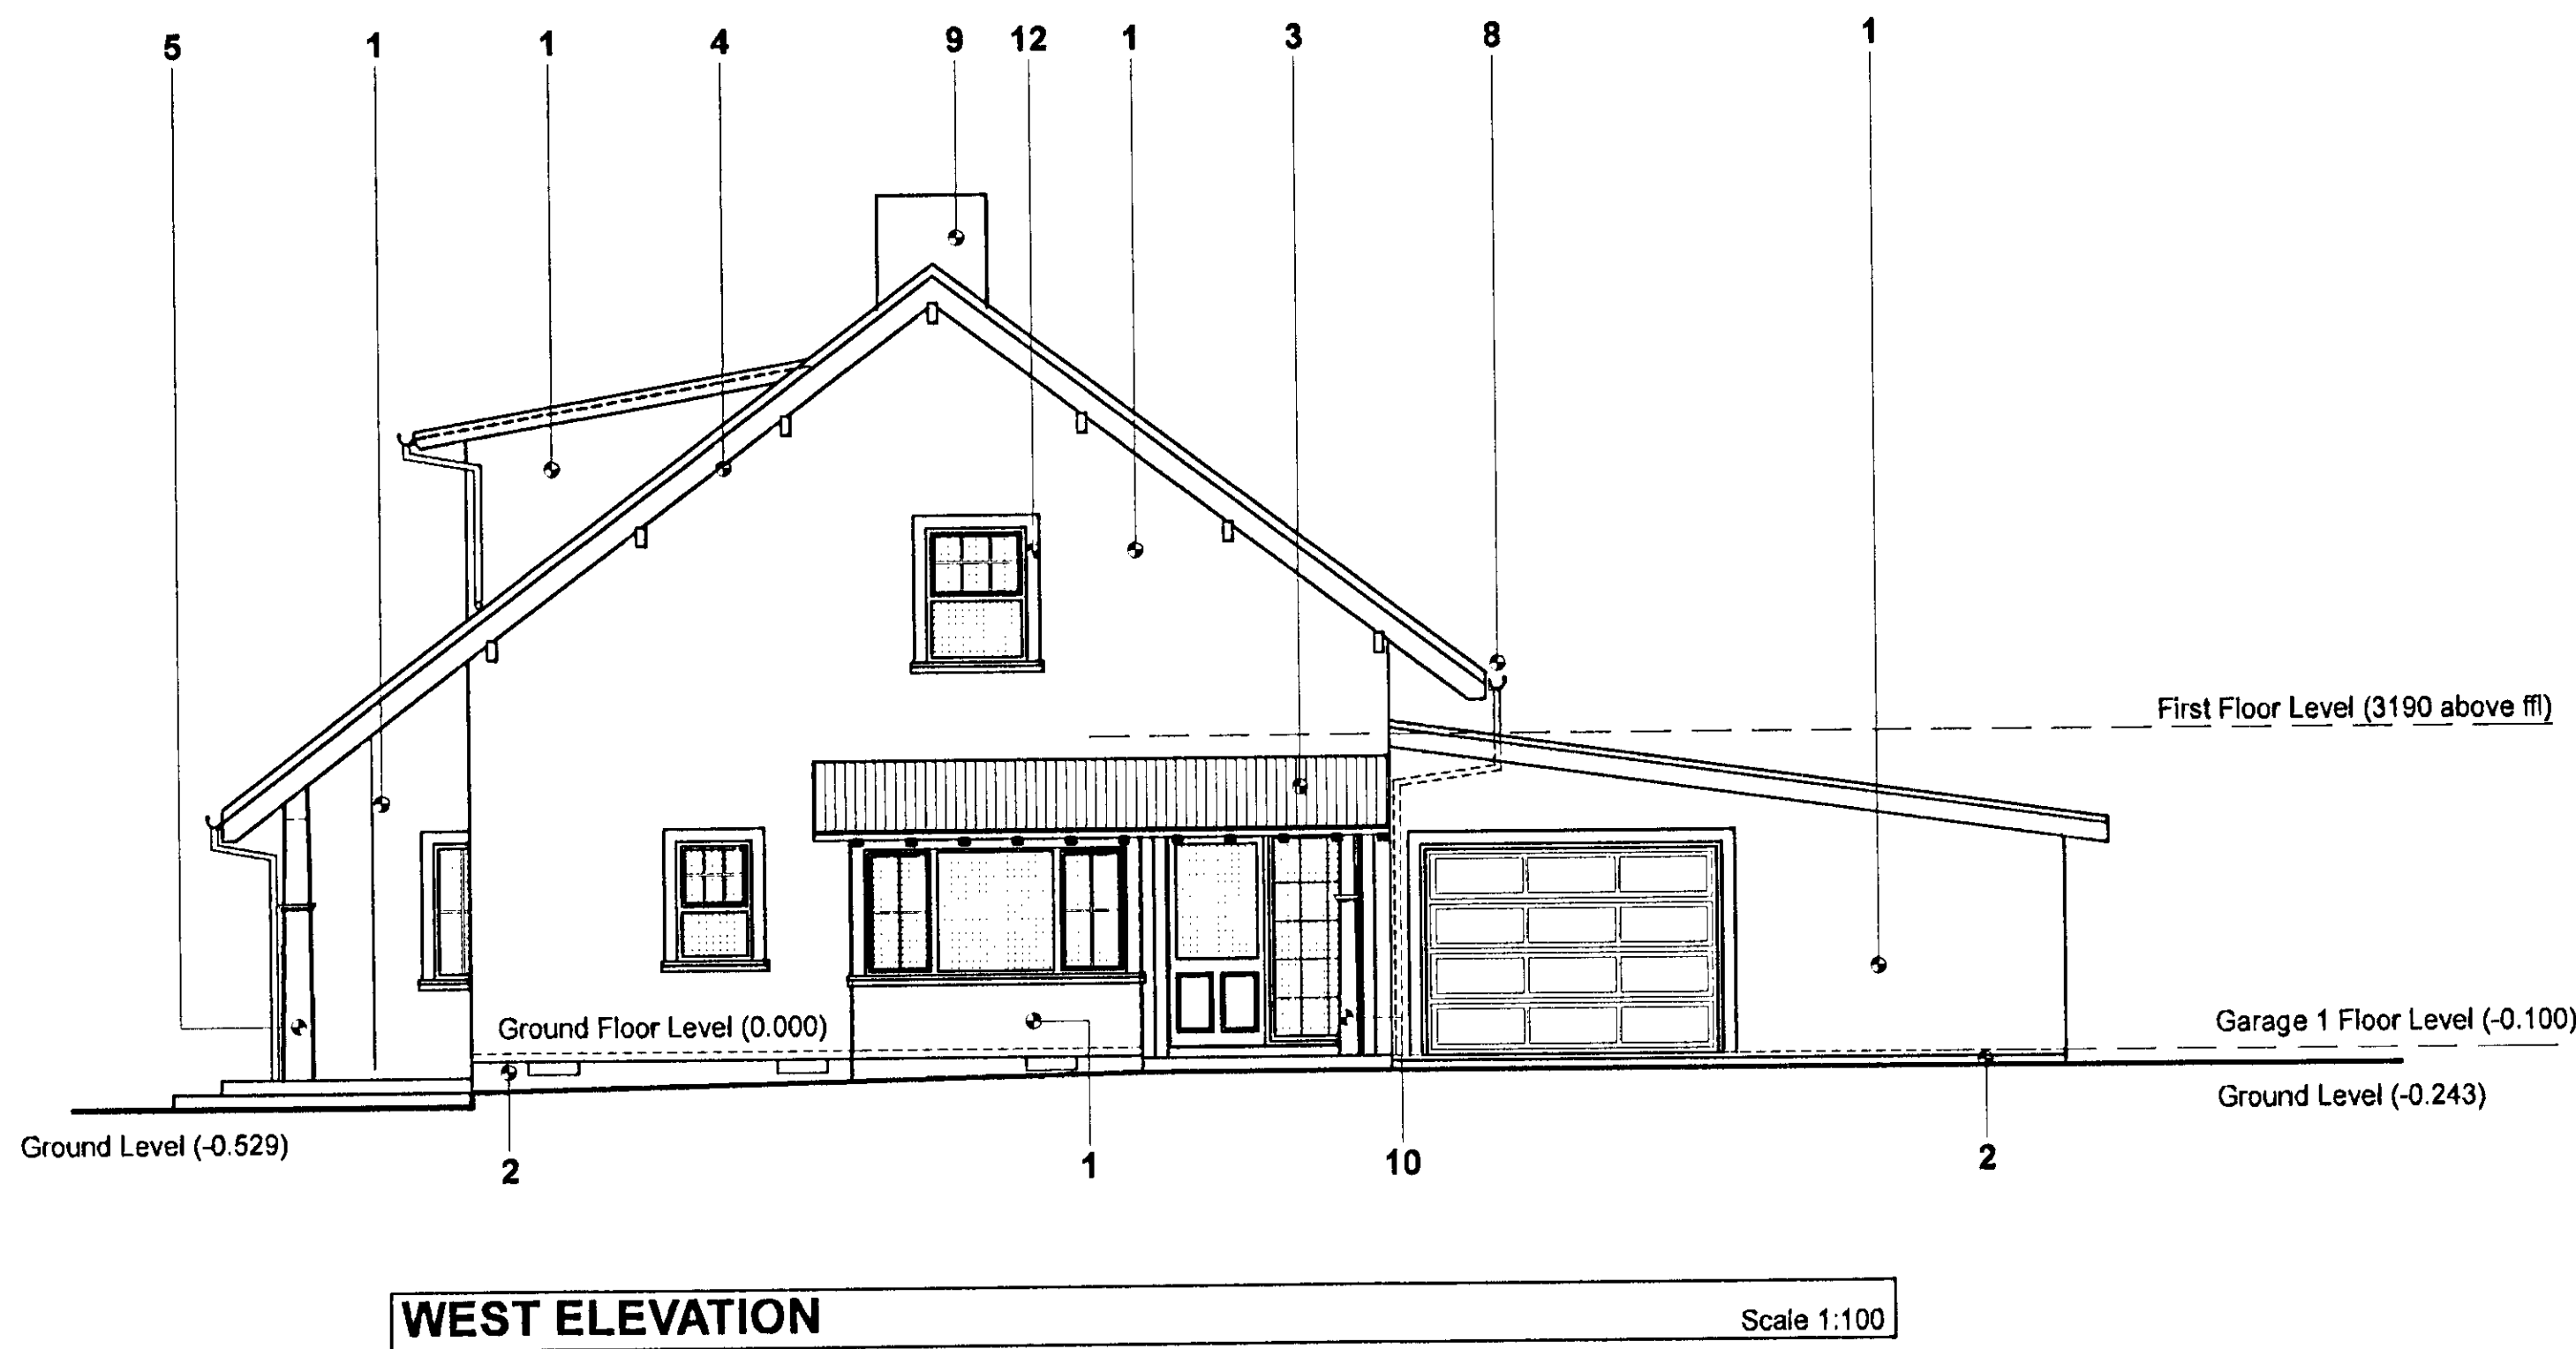 5 1 1 4 9 12 1 3 8 1
First Floor Level (3190 above ffl)
Ground Floor Level (0.000)
Garage 1 Floor Level (-0.100)
Ground Level (-0.243)
Ground Level (-0.529)
2 1 10 2
WEST ELEVATION Scale 1:100